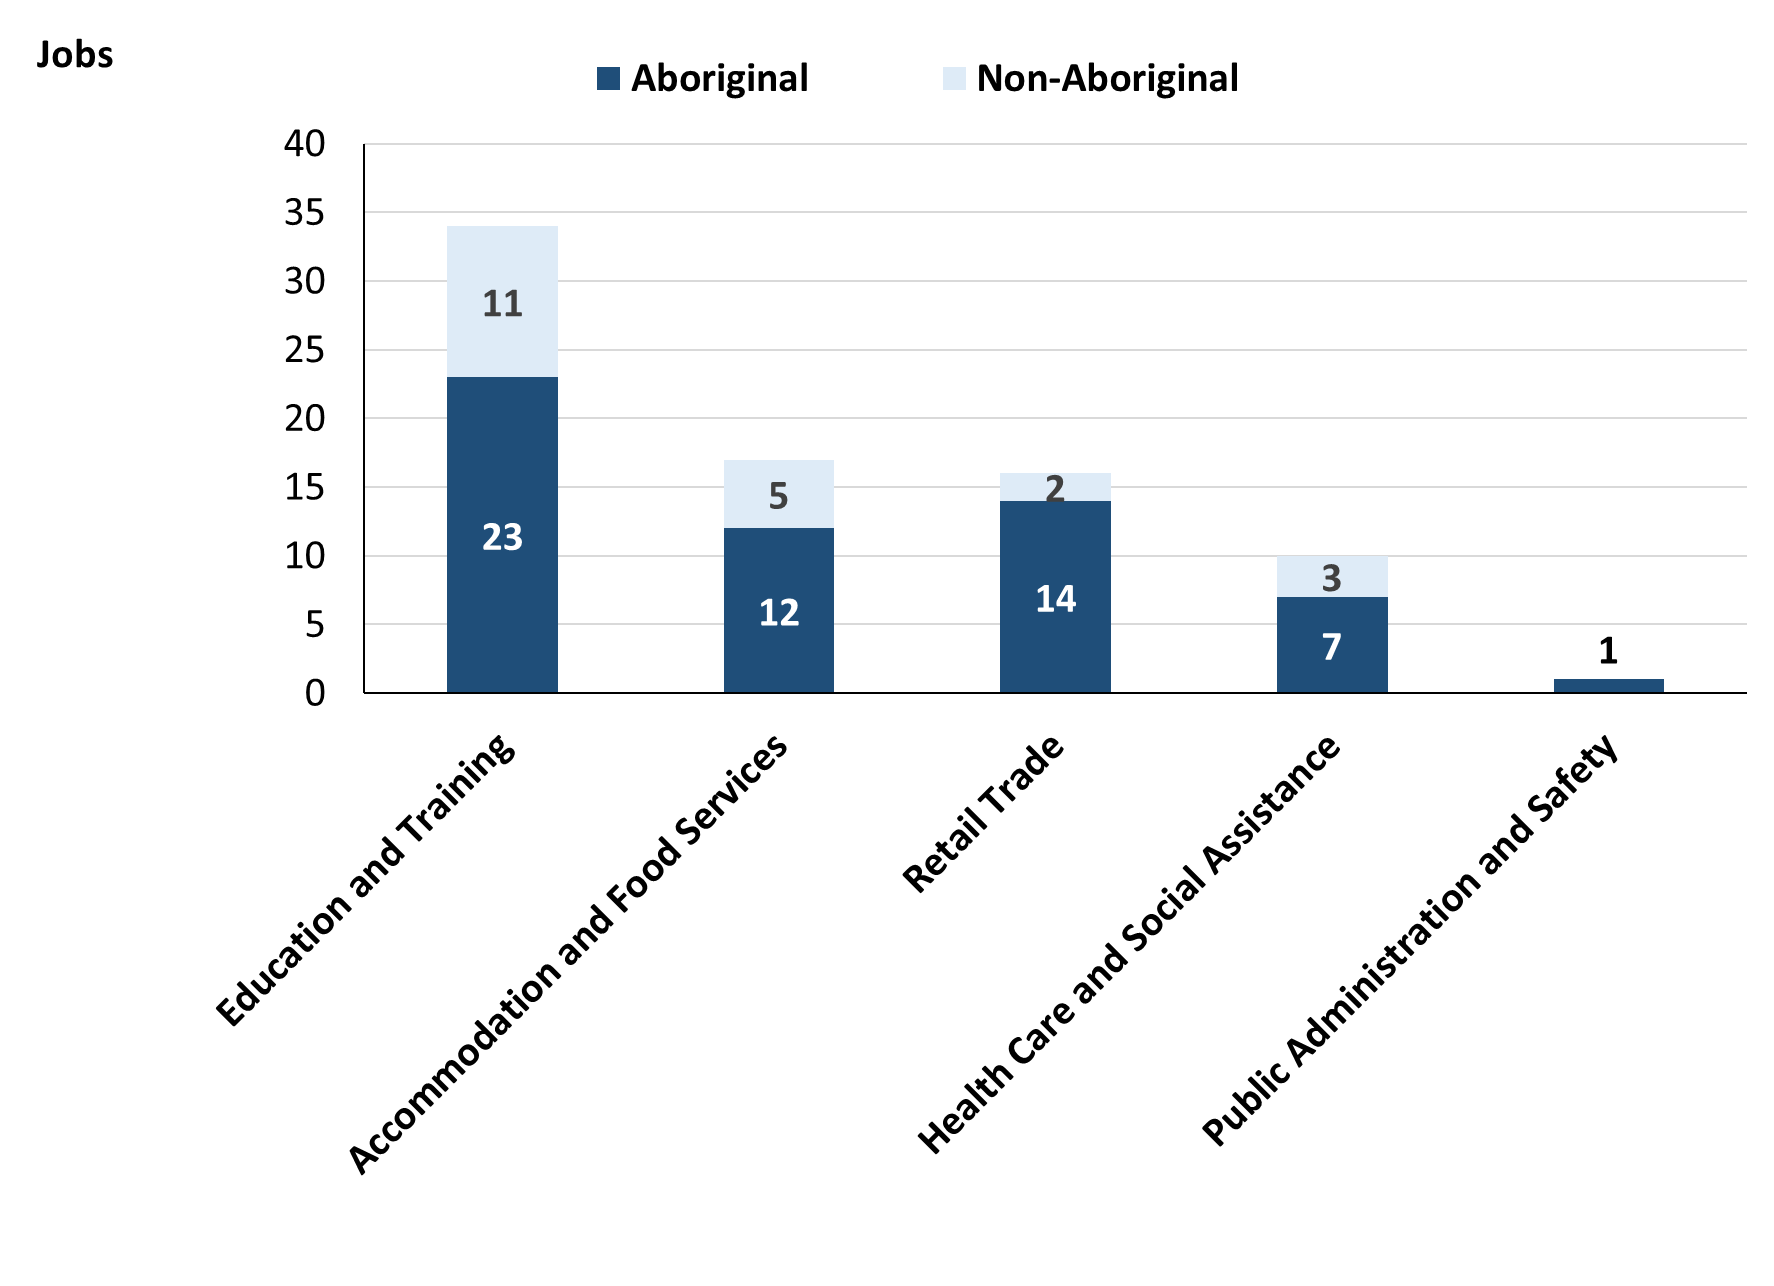 Jobs
Aboriginal
Non-Aboriginal
40
35
30
25
20
15
10
5
0
11
23
5
12
2
14
3
7
1
Education and Training
Accommodation and Food Services
Retail Trade
Health Care and Social Assistance
Public Administration and Safety